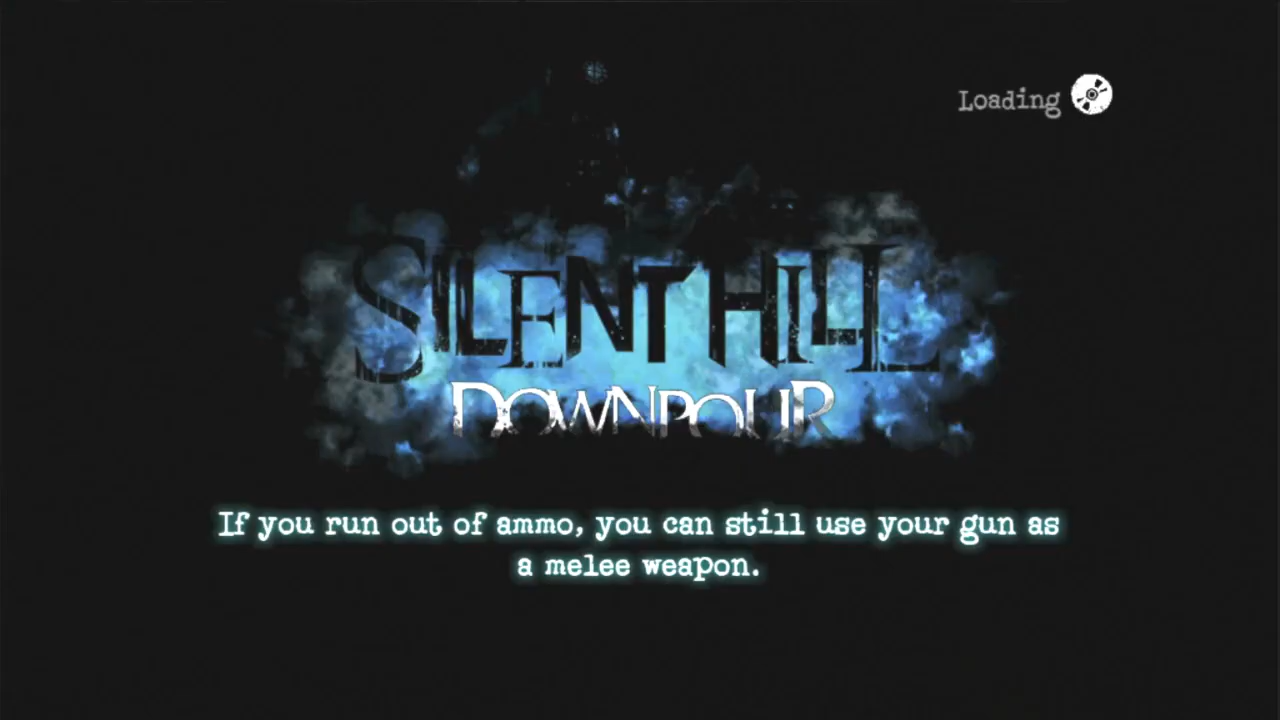 Loading
SILENT HILL
DOWNPOUR
If you run out of ammo, you can still use your gun as
a melee weapon.